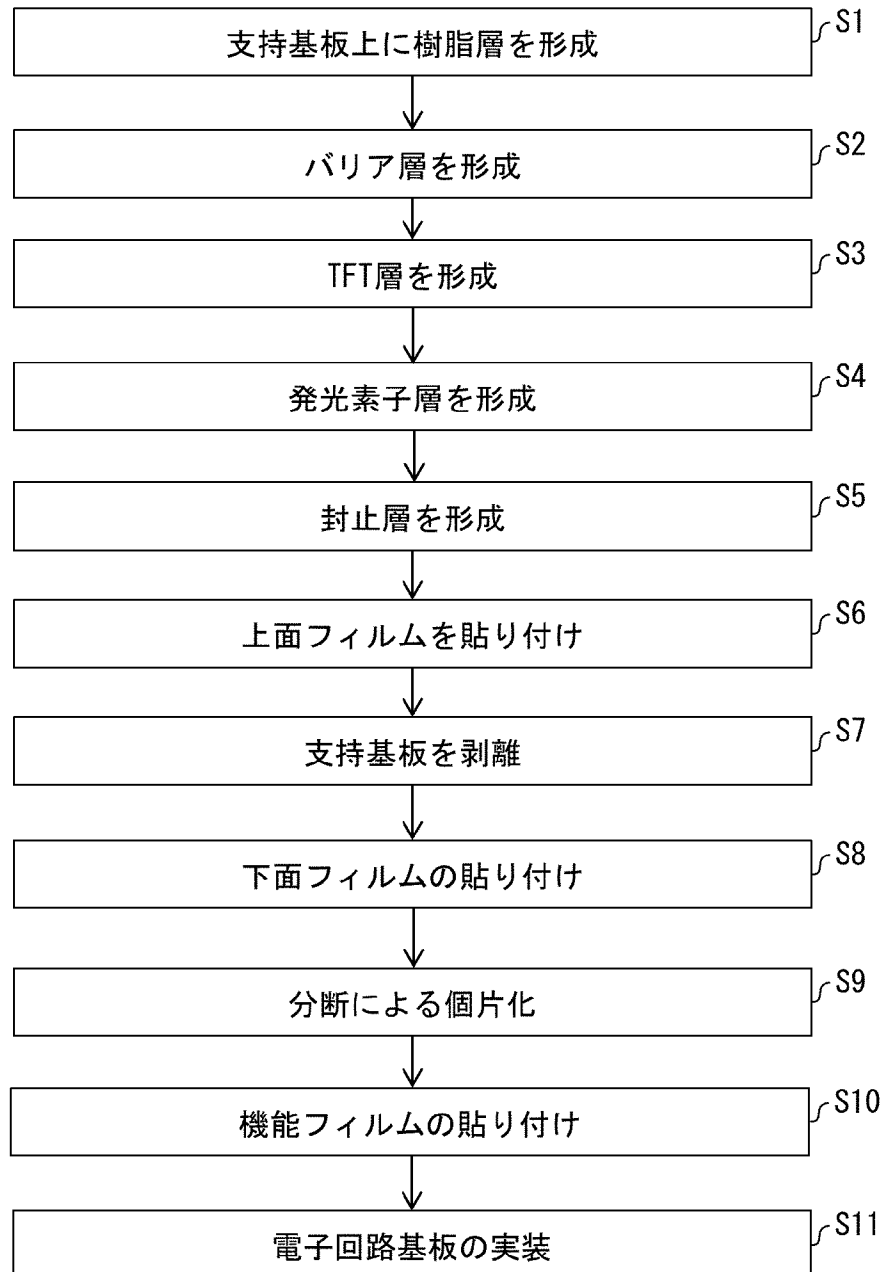 支持基板上に樹脂層を形成 S1
バリア層を形成 S2
TFT層を形成 S3
発光素子層を形成 S4
封止層を形成 S5
上面フィルムを貼り付け S6
支持基板を剥離 S7
下面フィルムの貼り付け S8
分断による個片化 S9
機能フィルムの貼り付け S10
電子回路基板の実装 S11